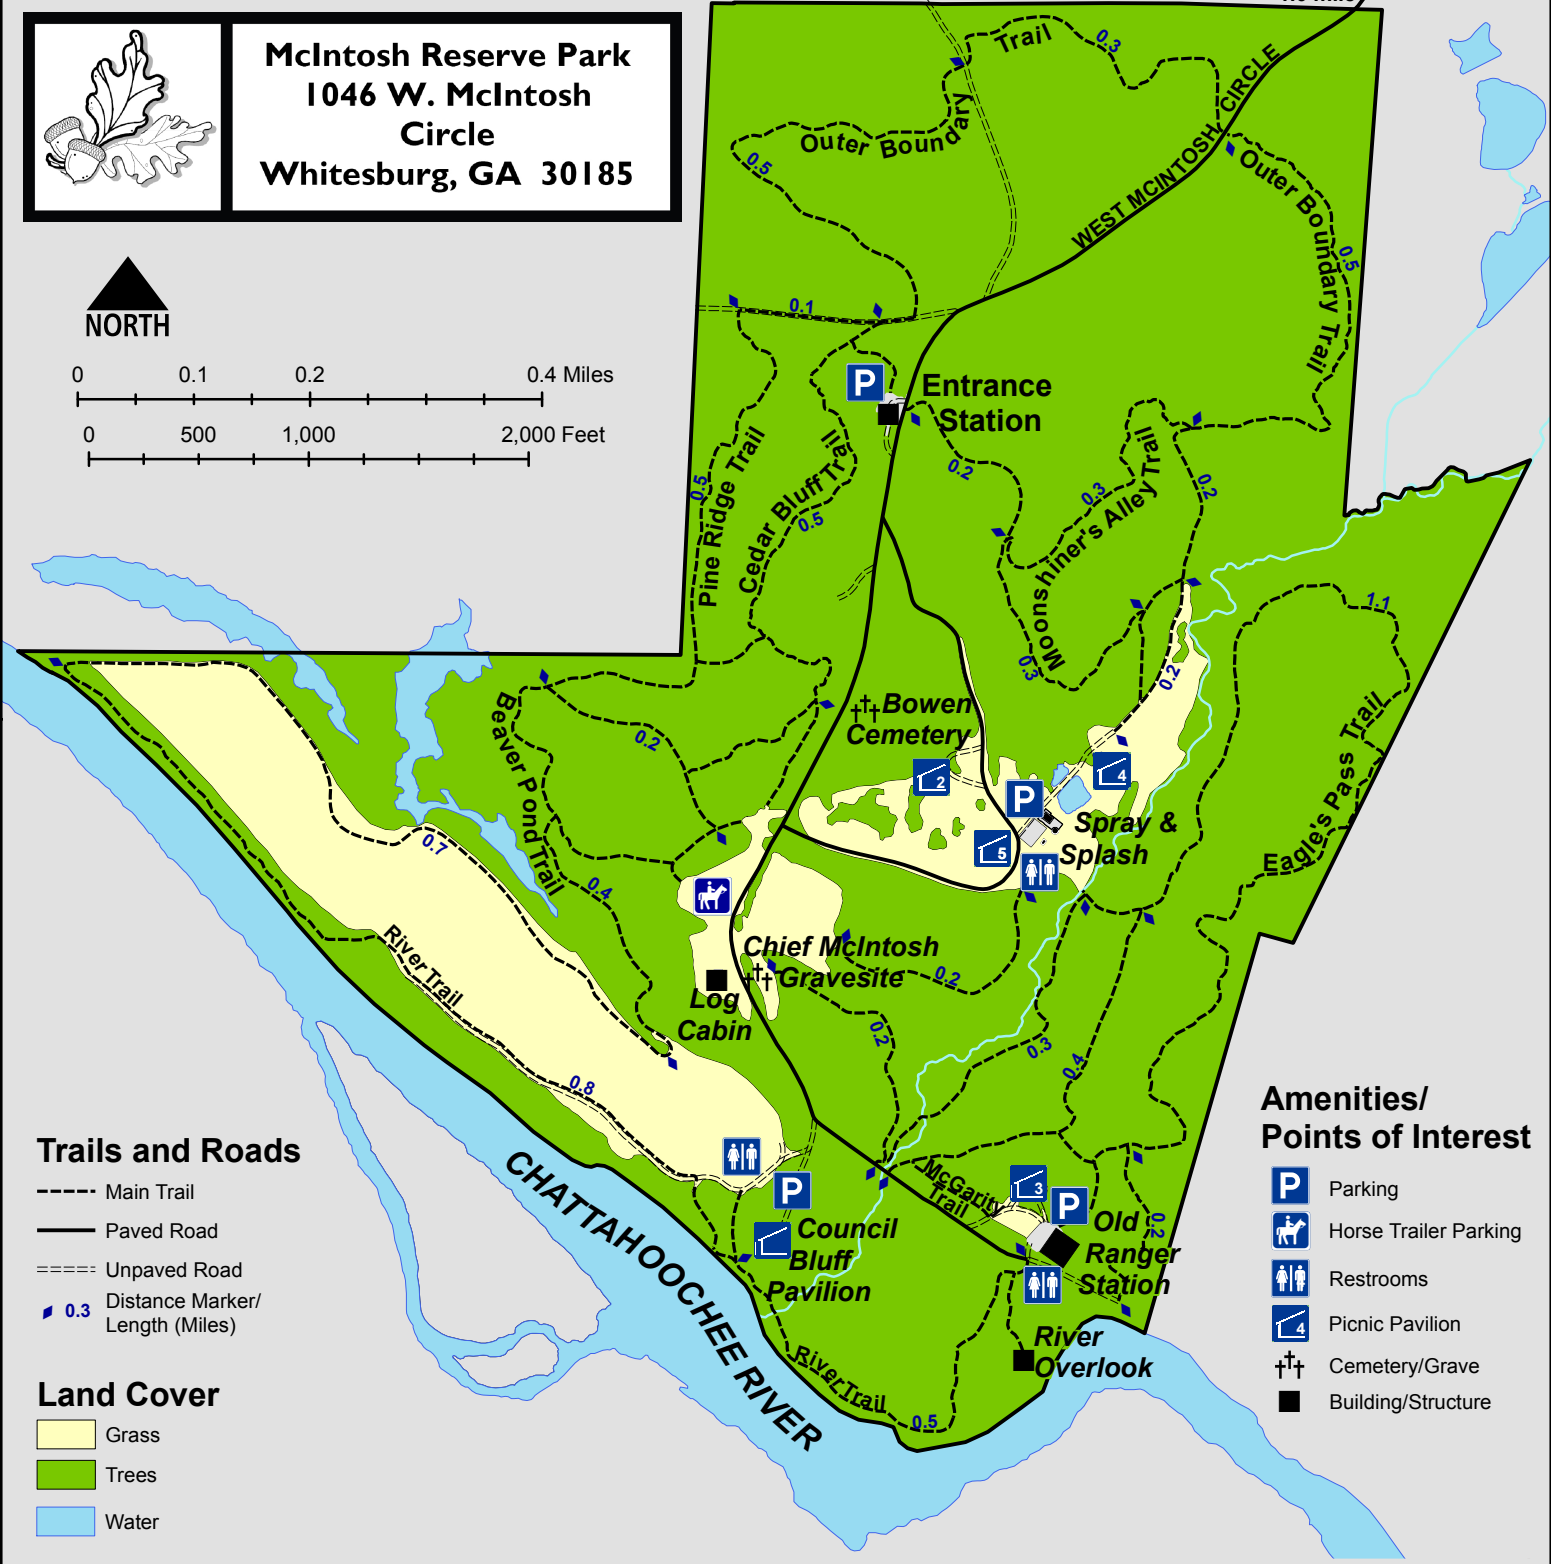 McIntosh Reserve Park
1046 W. McIntosh
Circle
Whitesburg, GA 30185
NORTH
0 0.1 0.2 0.4 Miles
0 500 1,000 2,000 Feet
Trail
0.3
Outer Boundary
0.5
WEST MCINTOSH CIRCLE
Outer Boundary Trail
0.5
0.1
P
Entrance
Station
Pine Ridge Trail
0.5
Cedar Bluff Trail
0.5
0.2
0.3
Moonshiner's Alley Trail
0.2
0.3
1.1
0.2
Eagle's Pass Trail
Bowen
Cemetery
2
4
P
5
Spray &
Splash
Beaver Pond Trail
0.2
0.7
0.4
River Trail
0.8
Chief McIntosh
Gravesite
Log
Cabin
0.2
0.2
0.3
0.4
McGarity
Trail
3
P
Old
Ranger
Station
0.2
P
Council
Bluff
Pavilion
River
Overlook
River Trail
0.5
CHATTAHOOCHEE RIVER
Trails and Roads
Main Trail
Paved Road
Unpaved Road
0.3 Distance Marker/
Length (Miles)
Land Cover
Grass
Trees
Water
Amenities/
Points of Interest
P Parking
Horse Trailer Parking
Restrooms
4 Picnic Pavilion
Cemetery/Grave
Building/Structure